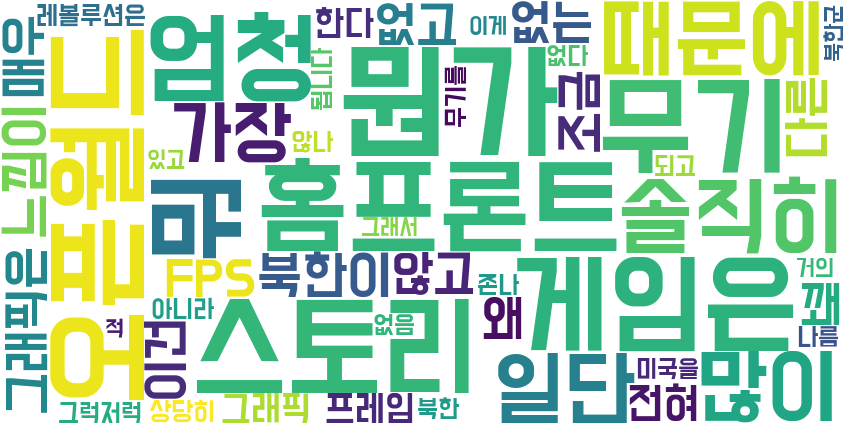 레볼루션은
매우
엄청
한다
없고
이게
없는
때문에
북한군
됩니다
뭔가
무기를
없다
조금
무기
다른
가장
않나
있고
느낌이
오픈월드
뭐
홈프론트
그래서
되고
솔직히
그래픽은
FPS
북한이
않고
존나
게임은
거의
꽤
아니라
적
이건
스토리
없음
왜
나름
미국을
일단
전혀
많이
그럭저럭
상당히
그래픽
프레임
북한